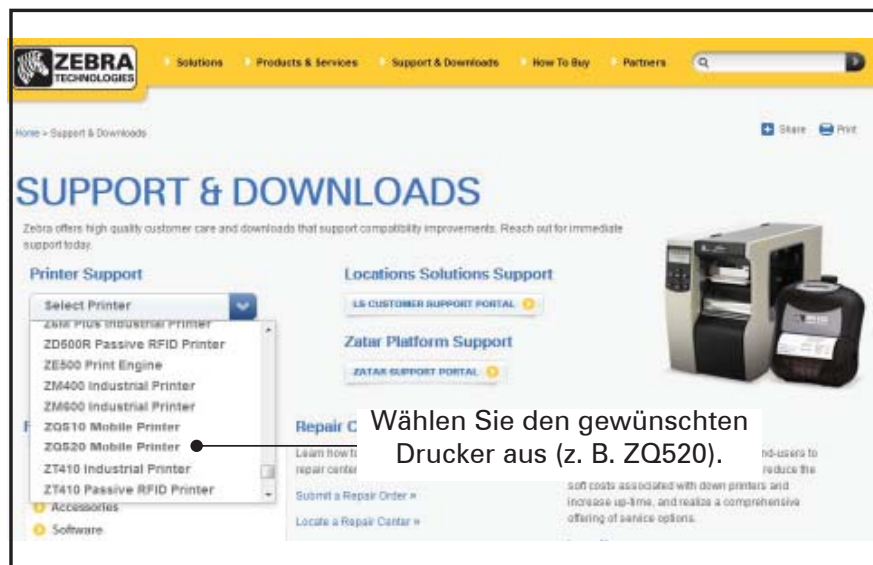 ZEBRA
TECHNOLOGIES
Solutions
Products & Services
Support & Downloads
How To Buy
Partners
Home > Support & Downloads
Share
Print
SUPPORT & DOWNLOADS
Zebra offers high quality customer care and downloads that support compatibility improvements. Reach out for immediate
support today.
Printer Support
Select Printer
Z6M Plus Industrial Printer
ZD500R Passive RFID Printer
ZE500 Print Engine
ZM400 Industrial Printer
ZM600 Industrial Printer
ZQ510 Mobile Printer
ZQ520 Mobile Printer
ZT410 Industrial Printer
ZT410 Passive RFID Printer
Accessories
Software
Locations Solutions Support
LS CUSTOMER SUPPORT PORTAL
Zatar Platform Support
ZATAR SUPPORT PORTAL
Wählen Sie den gewünschten
Drucker aus (z. B. ZQ520).
Repair C
Learn how to
repair center
Submit a Repair Order »
Locate a Repair Center »
nd-users to
reduce the
soft costs associated with down printers and
increase up-time, and realize a comprehensive
offering of service options.